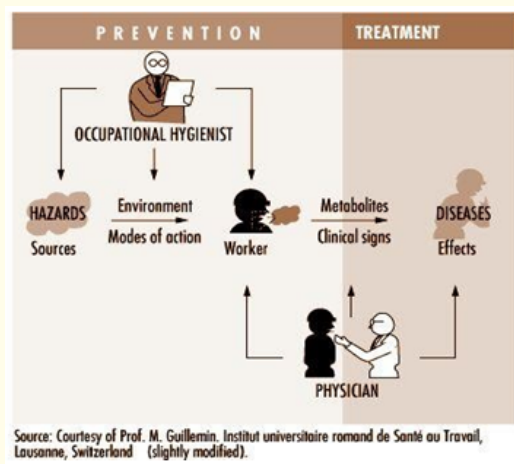 PREVENTION TREATMENT
OCCUPATIONAL HYGIENIST
HAZARDS Environment Metabolites DISEASES
Sources Modes of action Worker Clinical signs Effects
PHYSICIAN
Source: Courtesy of Prof. M. Guillemin. Institut universitaire romand de Santé au Travail,
Lausanne, Switzerland (slightly modified).